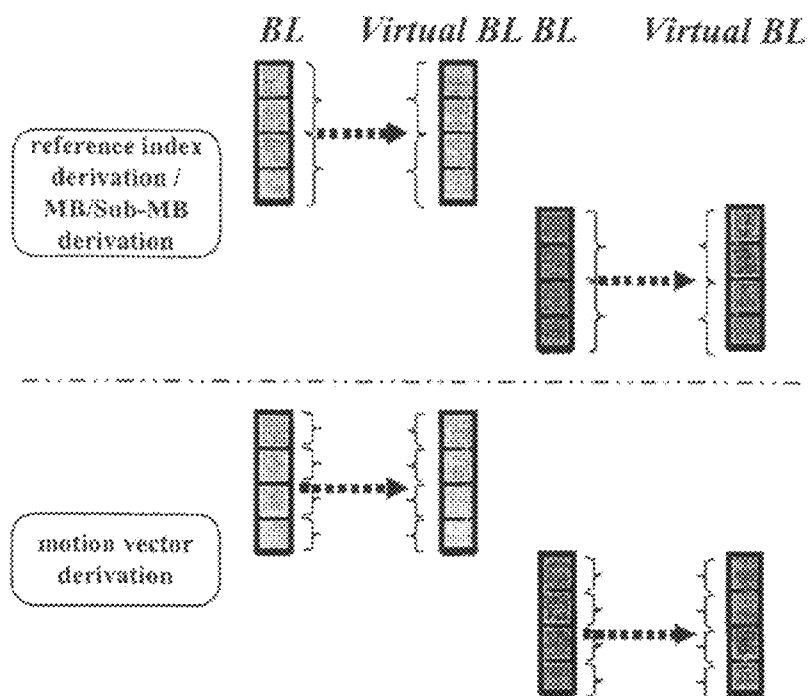 BL Virtual BL BL Virtual BL
reference index
derivation /
MB/Sub-MB
derivation
motion vector
derivation